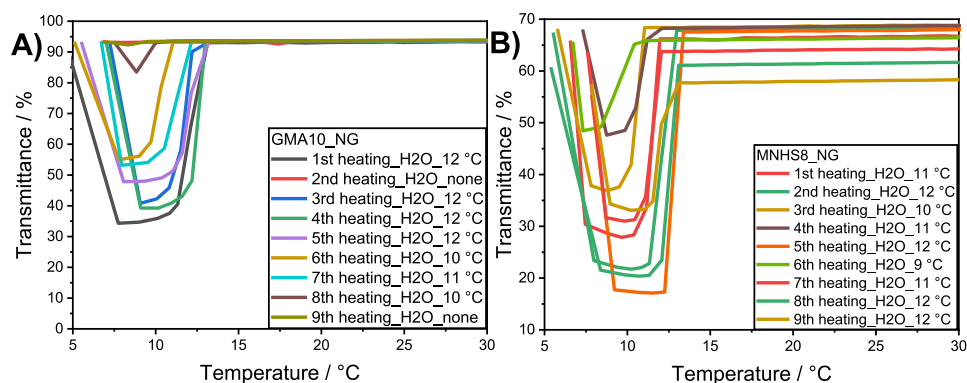 A)
100
90
80
70
60
50
40
30
20
10
0
Transmittance / %
GMA10_NG
1st heating_H2O_12 °C
2nd heating_H2O_none
3rd heating_H2O_12 °C
4th heating_H2O_12 °C
5th heating_H2O_12 °C
6th heating_H2O_10 °C
7th heating_H2O_11 °C
8th heating_H2O_10 °C
9th heating_H2O_none
5 10 15 20 25 30
Temperature / °C
B)
70
60
50
40
30
20
10
Transmittance / %
MNHS8_NG
1st heating_H2O_11 °C
2nd heating_H2O_12 °C
3rd heating_H2O_10 °C
4th heating_H2O_11 °C
5th heating_H2O_12 °C
6th heating_H2O_9 °C
7th heating_H2O_11 °C
8th heating_H2O_12 °C
9th heating_H2O_12 °C
5 10 15 20 25 30
Temperature / °C